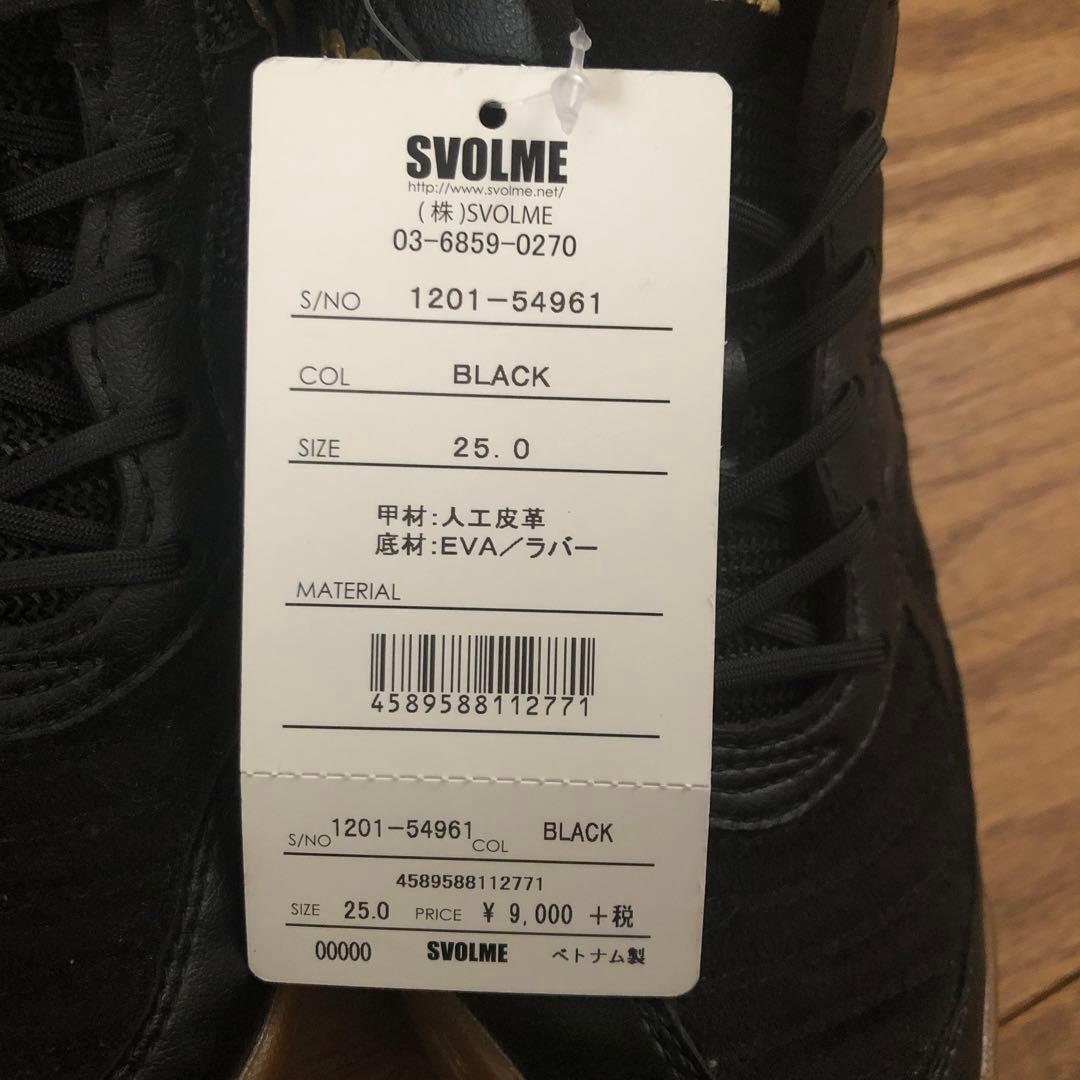 SVOLME
http://www.svolme.net/
(株)SVOLME
03-6859-0270
S/NO 1201-54961
COL BLACK
SIZE 25.0
甲材:人工皮革
底材:EVA/ラバー
MATERIAL
4589588112771
S/NO 1201-54961 COL BLACK
4589588112771
SIZE 25.0 PRICE ¥ 9,000 +税
00000 SVOLME ベトナム製